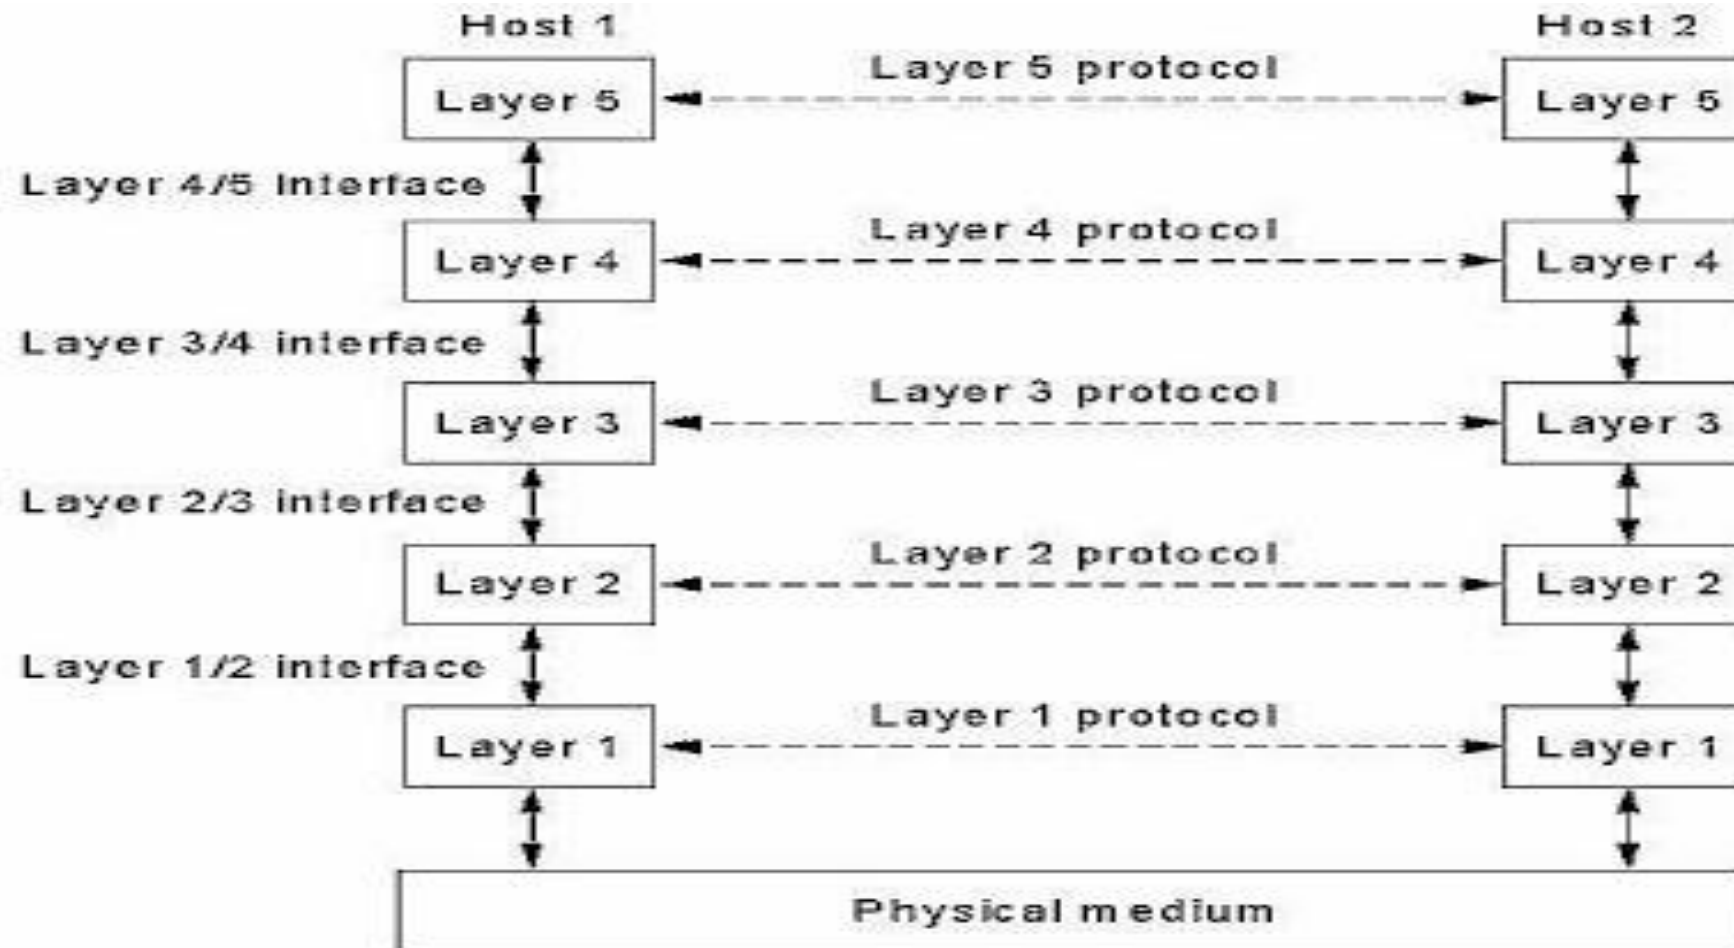 Host 1
Host 2
Layer 5 protocol
Layer 5
Layer 5
Layer 4/5 interface
Layer 4 protocol
Layer 4
Layer 4
Layer 3/4 interface
Layer 3 protocol
Layer 3
Layer 3
Layer 2/3 interface
Layer 2 protocol
Layer 2
Layer 2
Layer 1/2 interface
Layer 1 protocol
Layer 1
Layer 1
Physical medium